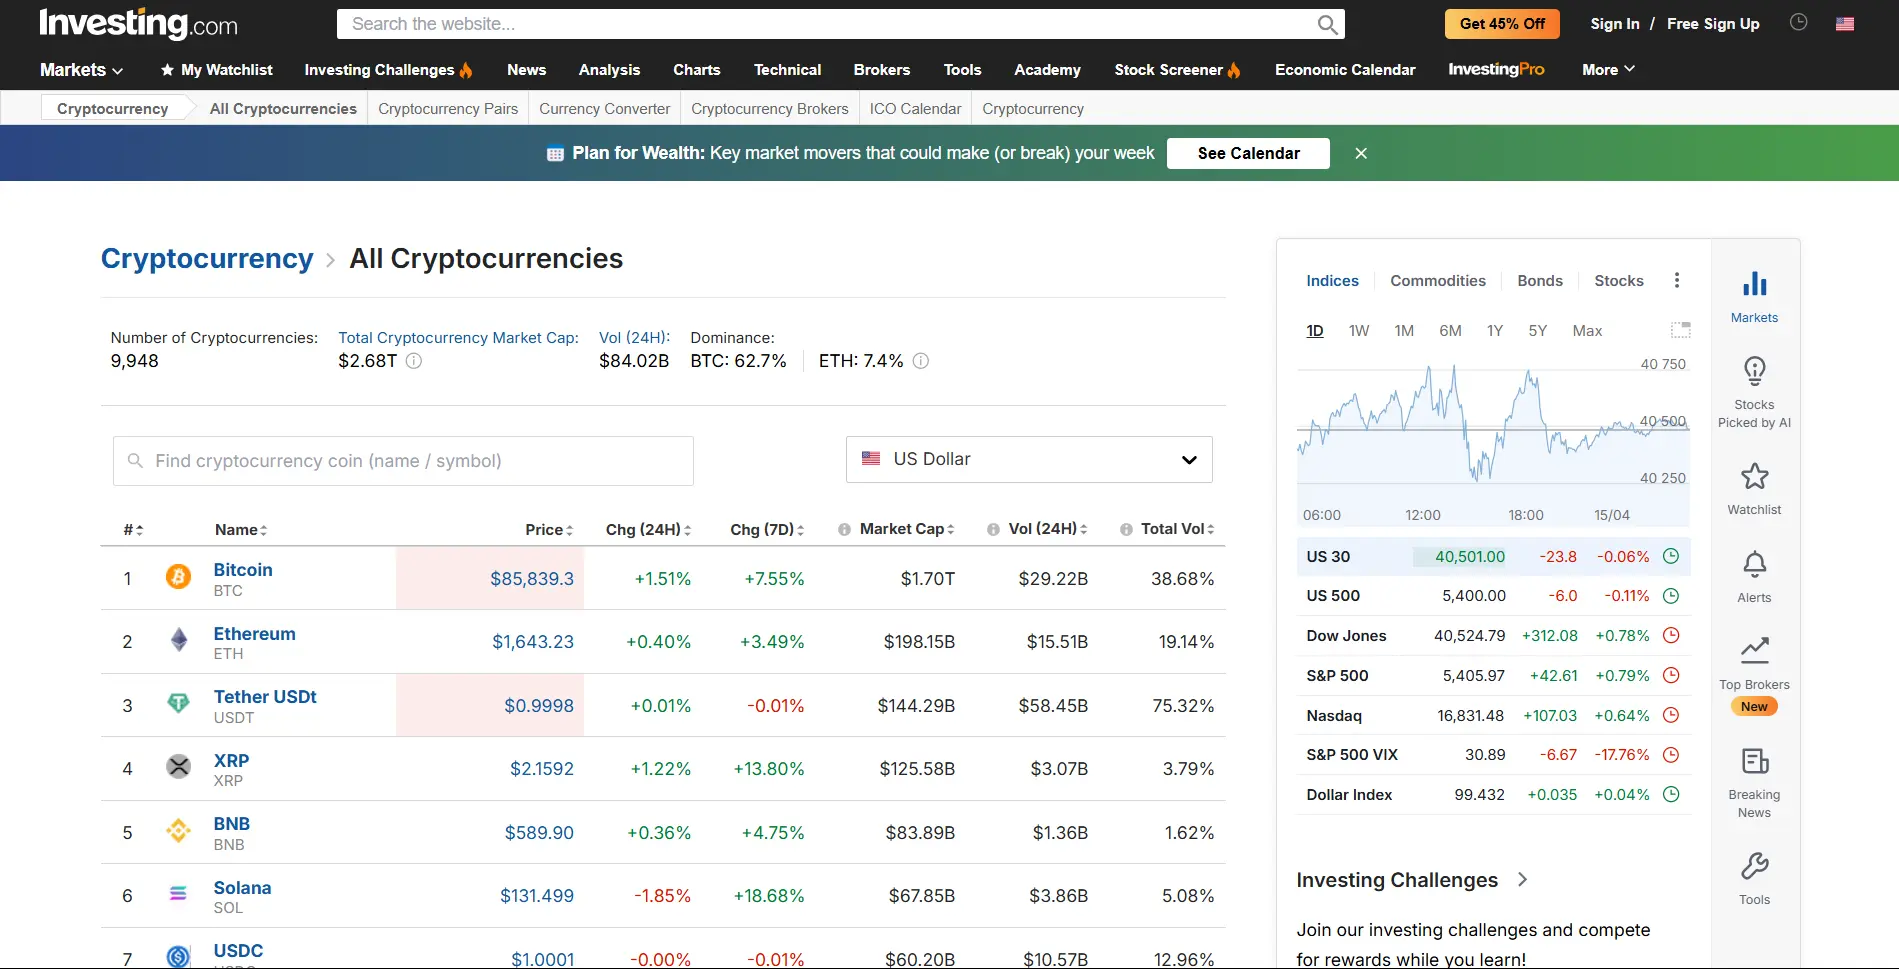 Investing.com
Search the website...
Get 45% Off
Sign In / Free Sign Up
Markets
My Watchlist
Investing Challenges
News
Analysis
Charts
Technical
Brokers
Tools
Academy
Stock Screener
Economic Calendar
InvestingPro
More
Cryptocurrency
All Cryptocurrencies
Cryptocurrency Pairs
Currency Converter
Cryptocurrency Brokers
ICO Calendar
Cryptocurrency
Plan for Wealth: Key market movers that could make (or break) your week
See Calendar
Cryptocurrency > All Cryptocurrencies
Number of Cryptocurrencies:
9,948
Total Cryptocurrency Market Cap:
$2.68T
Vol (24H):
$84.02B
Dominance:
BTC: 62.7%
ETH: 7.4%
Find cryptocurrency coin (name / symbol)
US Dollar
# Name Price Chg (24H) Chg (7D) Market Cap Vol (24H) Total Vol
1 Bitcoin $85,839.3 +1.51% +7.55% $1.70T $29.22B 38.68%
BTC
2 Ethereum $1,643.23 +0.40% +3.49% $198.15B $15.51B 19.14%
ETH
3 Tether USDt $0.9998 +0.01% -0.01% $144.29B $58.45B 75.32%
USDT
4 XRP $2.1592 +1.22% +13.80% $125.58B $3.07B 3.79%
XRP
5 BNB $589.90 +0.36% +4.75% $83.89B $1.36B 1.62%
BNB
6 Solana $131.499 -1.85% +18.68% $67.85B $3.86B 5.08%
SOL
7 USDC $1.0001 -0.00% -0.01% $60.20B $10.57B 12.96%
Indices
Commodities
Bonds
Stocks
1D 1W 1M 6M 1Y 5Y Max
40 750
40 500
40 250
06:00 12:00 18:00 15/04
US 30 40,501.00 -23.8 -0.06%
US 500 5,400.00 -6.0 -0.11%
Dow Jones 40,524.79 +312.08 +0.78%
S&P 500 5,405.97 +42.61 +0.79%
Nasdaq 16,831.48 +107.03 +0.64%
S&P 500 VIX 30.89 -6.67 -17.76%
Dollar Index 99.432 +0.035 +0.04%
Investing Challenges
Join our investing challenges and compete
for rewards while you learn!
Markets
Stocks
Picked by AI
Watchlist
Alerts
Top Brokers
New
Breaking
News
Tools